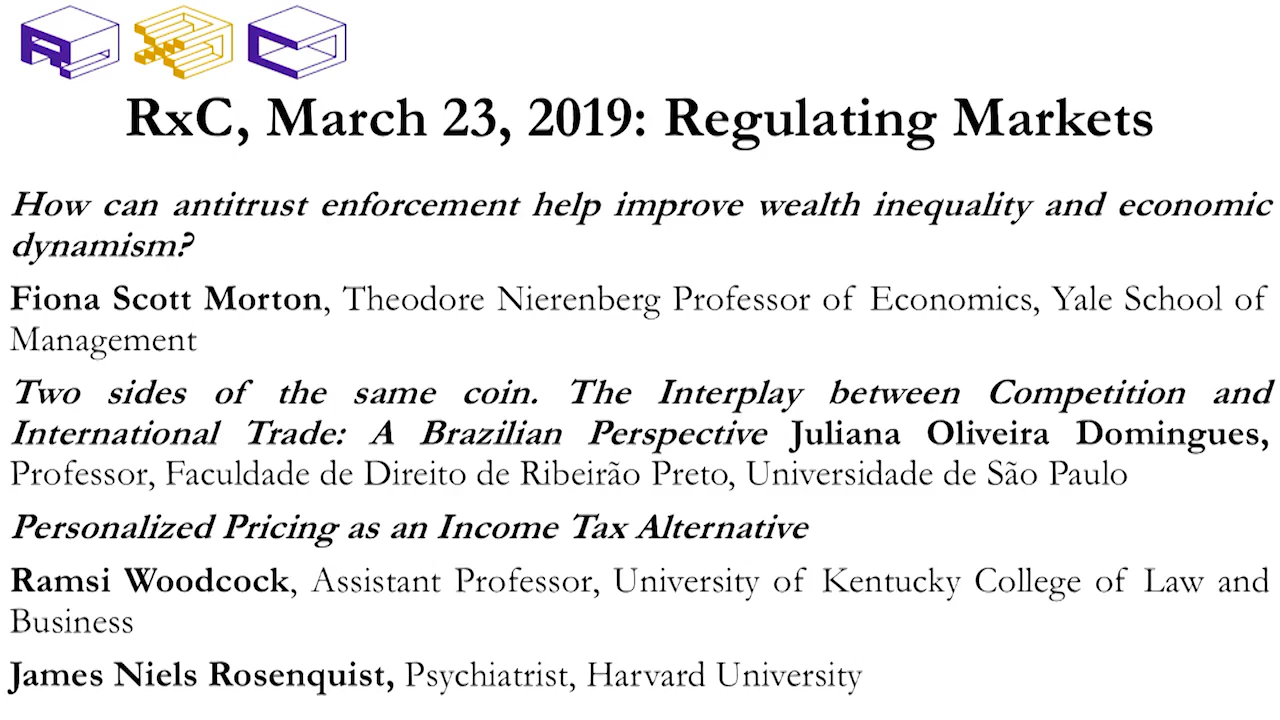 RxC
RxC, March 23, 2019: Regulating Markets
How can antitrust enforcement help improve wealth inequality and economic
dynamism?
Fiona Scott Morton, Theodore Nierenberg Professor of Economics, Yale School of
Management
Two sides of the same coin. The Interplay between Competition and
International Trade: A Brazilian Perspective Juliana Oliveira Domingues,
Professor, Faculdade de Direito de Ribeirão Preto, Universidade de São Paulo
Personalized Pricing as an Income Tax Alternative
Ramsi Woodcock, Assistant Professor, University of Kentucky College of Law and
Business
James Niels Rosenquist, Psychiatrist, Harvard University